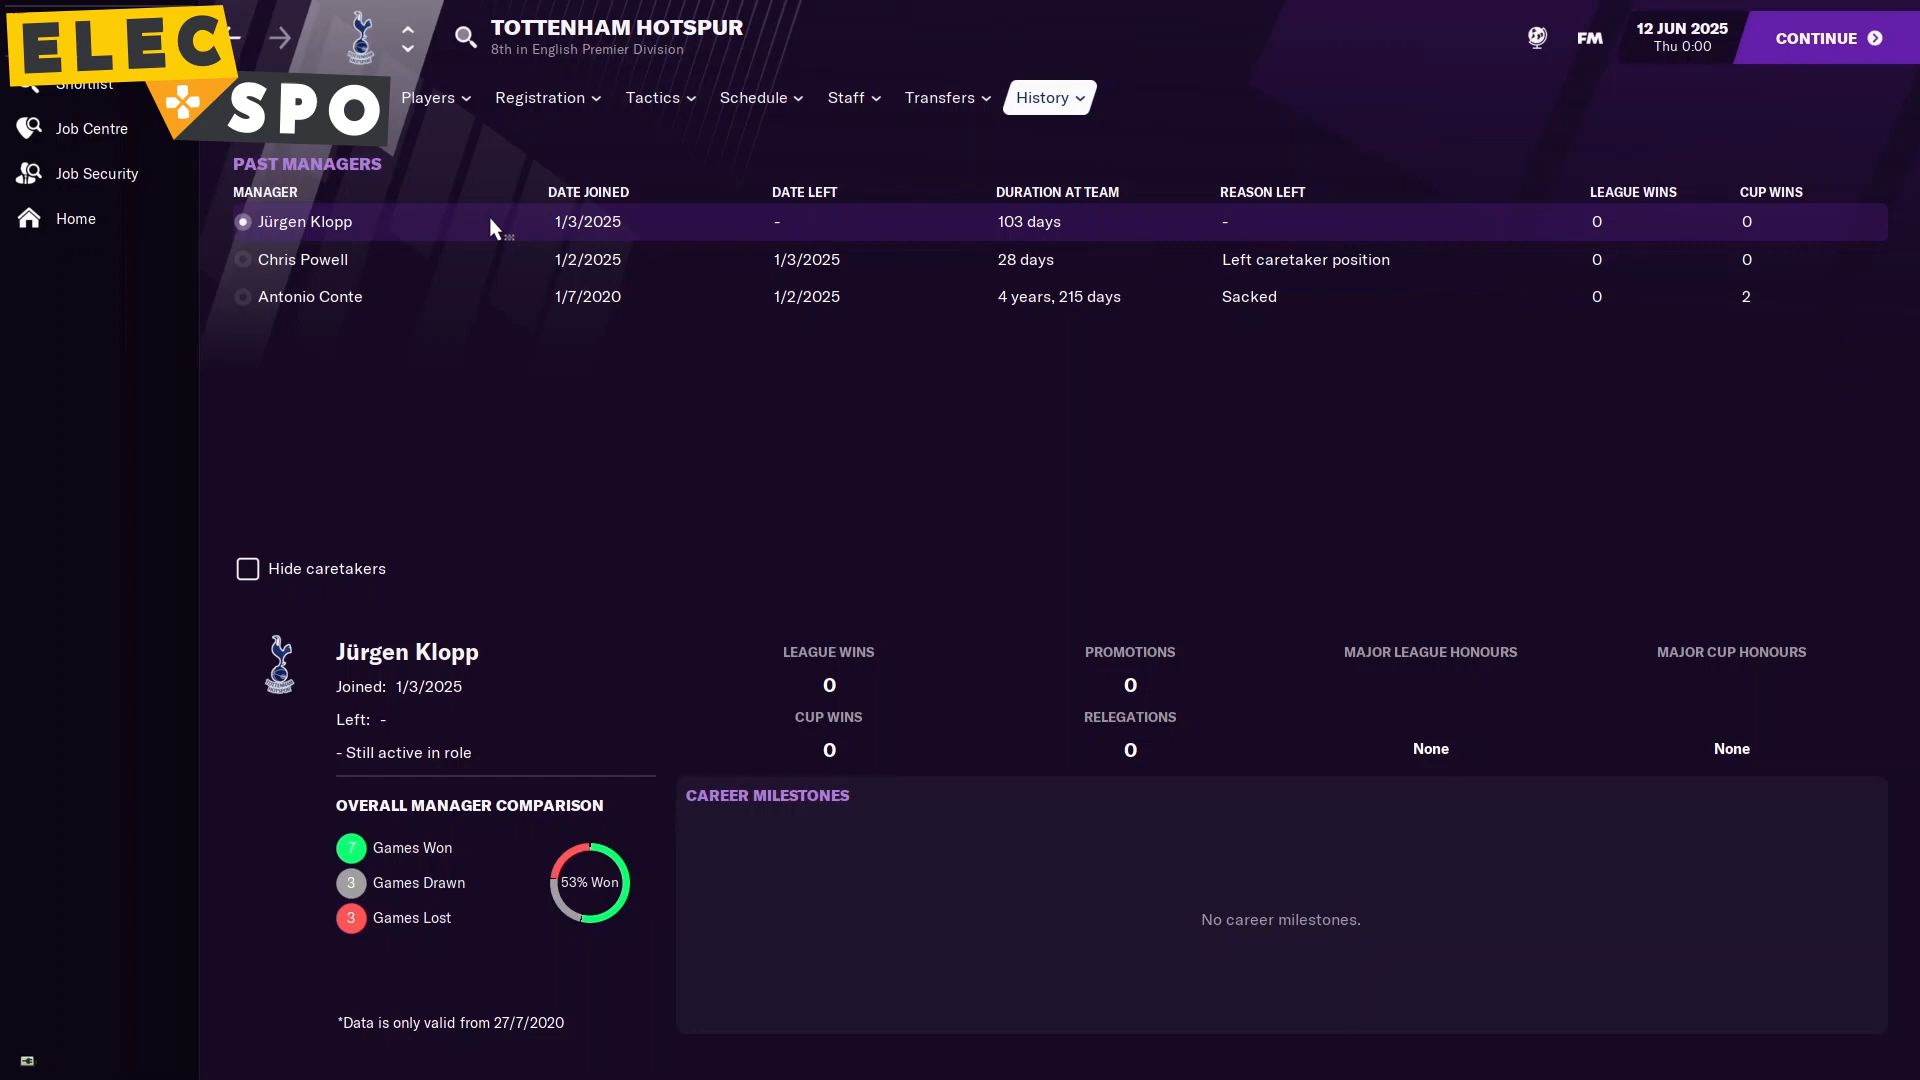 ELEC
SPO
TOTTENHAM HOTSPUR
8th in English Premier Division
FM
12 JUN 2025
Thu 0:00
CONTINUE
Shortlist
Job Centre
Job Security
Home
Players
Registration
Tactics
Schedule
Staff
Transfers
History
PAST MANAGERS
MANAGER DATE JOINED DATE LEFT DURATION AT TEAM REASON LEFT LEAGUE WINS CUP WINS
Jürgen Klopp 1/3/2025 - 103 days - 0 0
Chris Powell 1/2/2025 1/3/2025 28 days Left caretaker position 0 0
Antonio Conte 1/7/2020 1/2/2025 4 years, 215 days Sacked 0 2
Hide caretakers
Jürgen Klopp
Joined: 1/3/2025
Left: -
- Still active in role
LEAGUE WINS
0
CUP WINS
0
PROMOTIONS
0
RELEGATIONS
0
MAJOR LEAGUE HONOURS
None
MAJOR CUP HONOURS
None
OVERALL MANAGER COMPARISON
7 Games Won
3 Games Drawn
3 Games Lost
53% Won
*Data is only valid from 27/7/2020
CAREER MILESTONES
No career milestones.